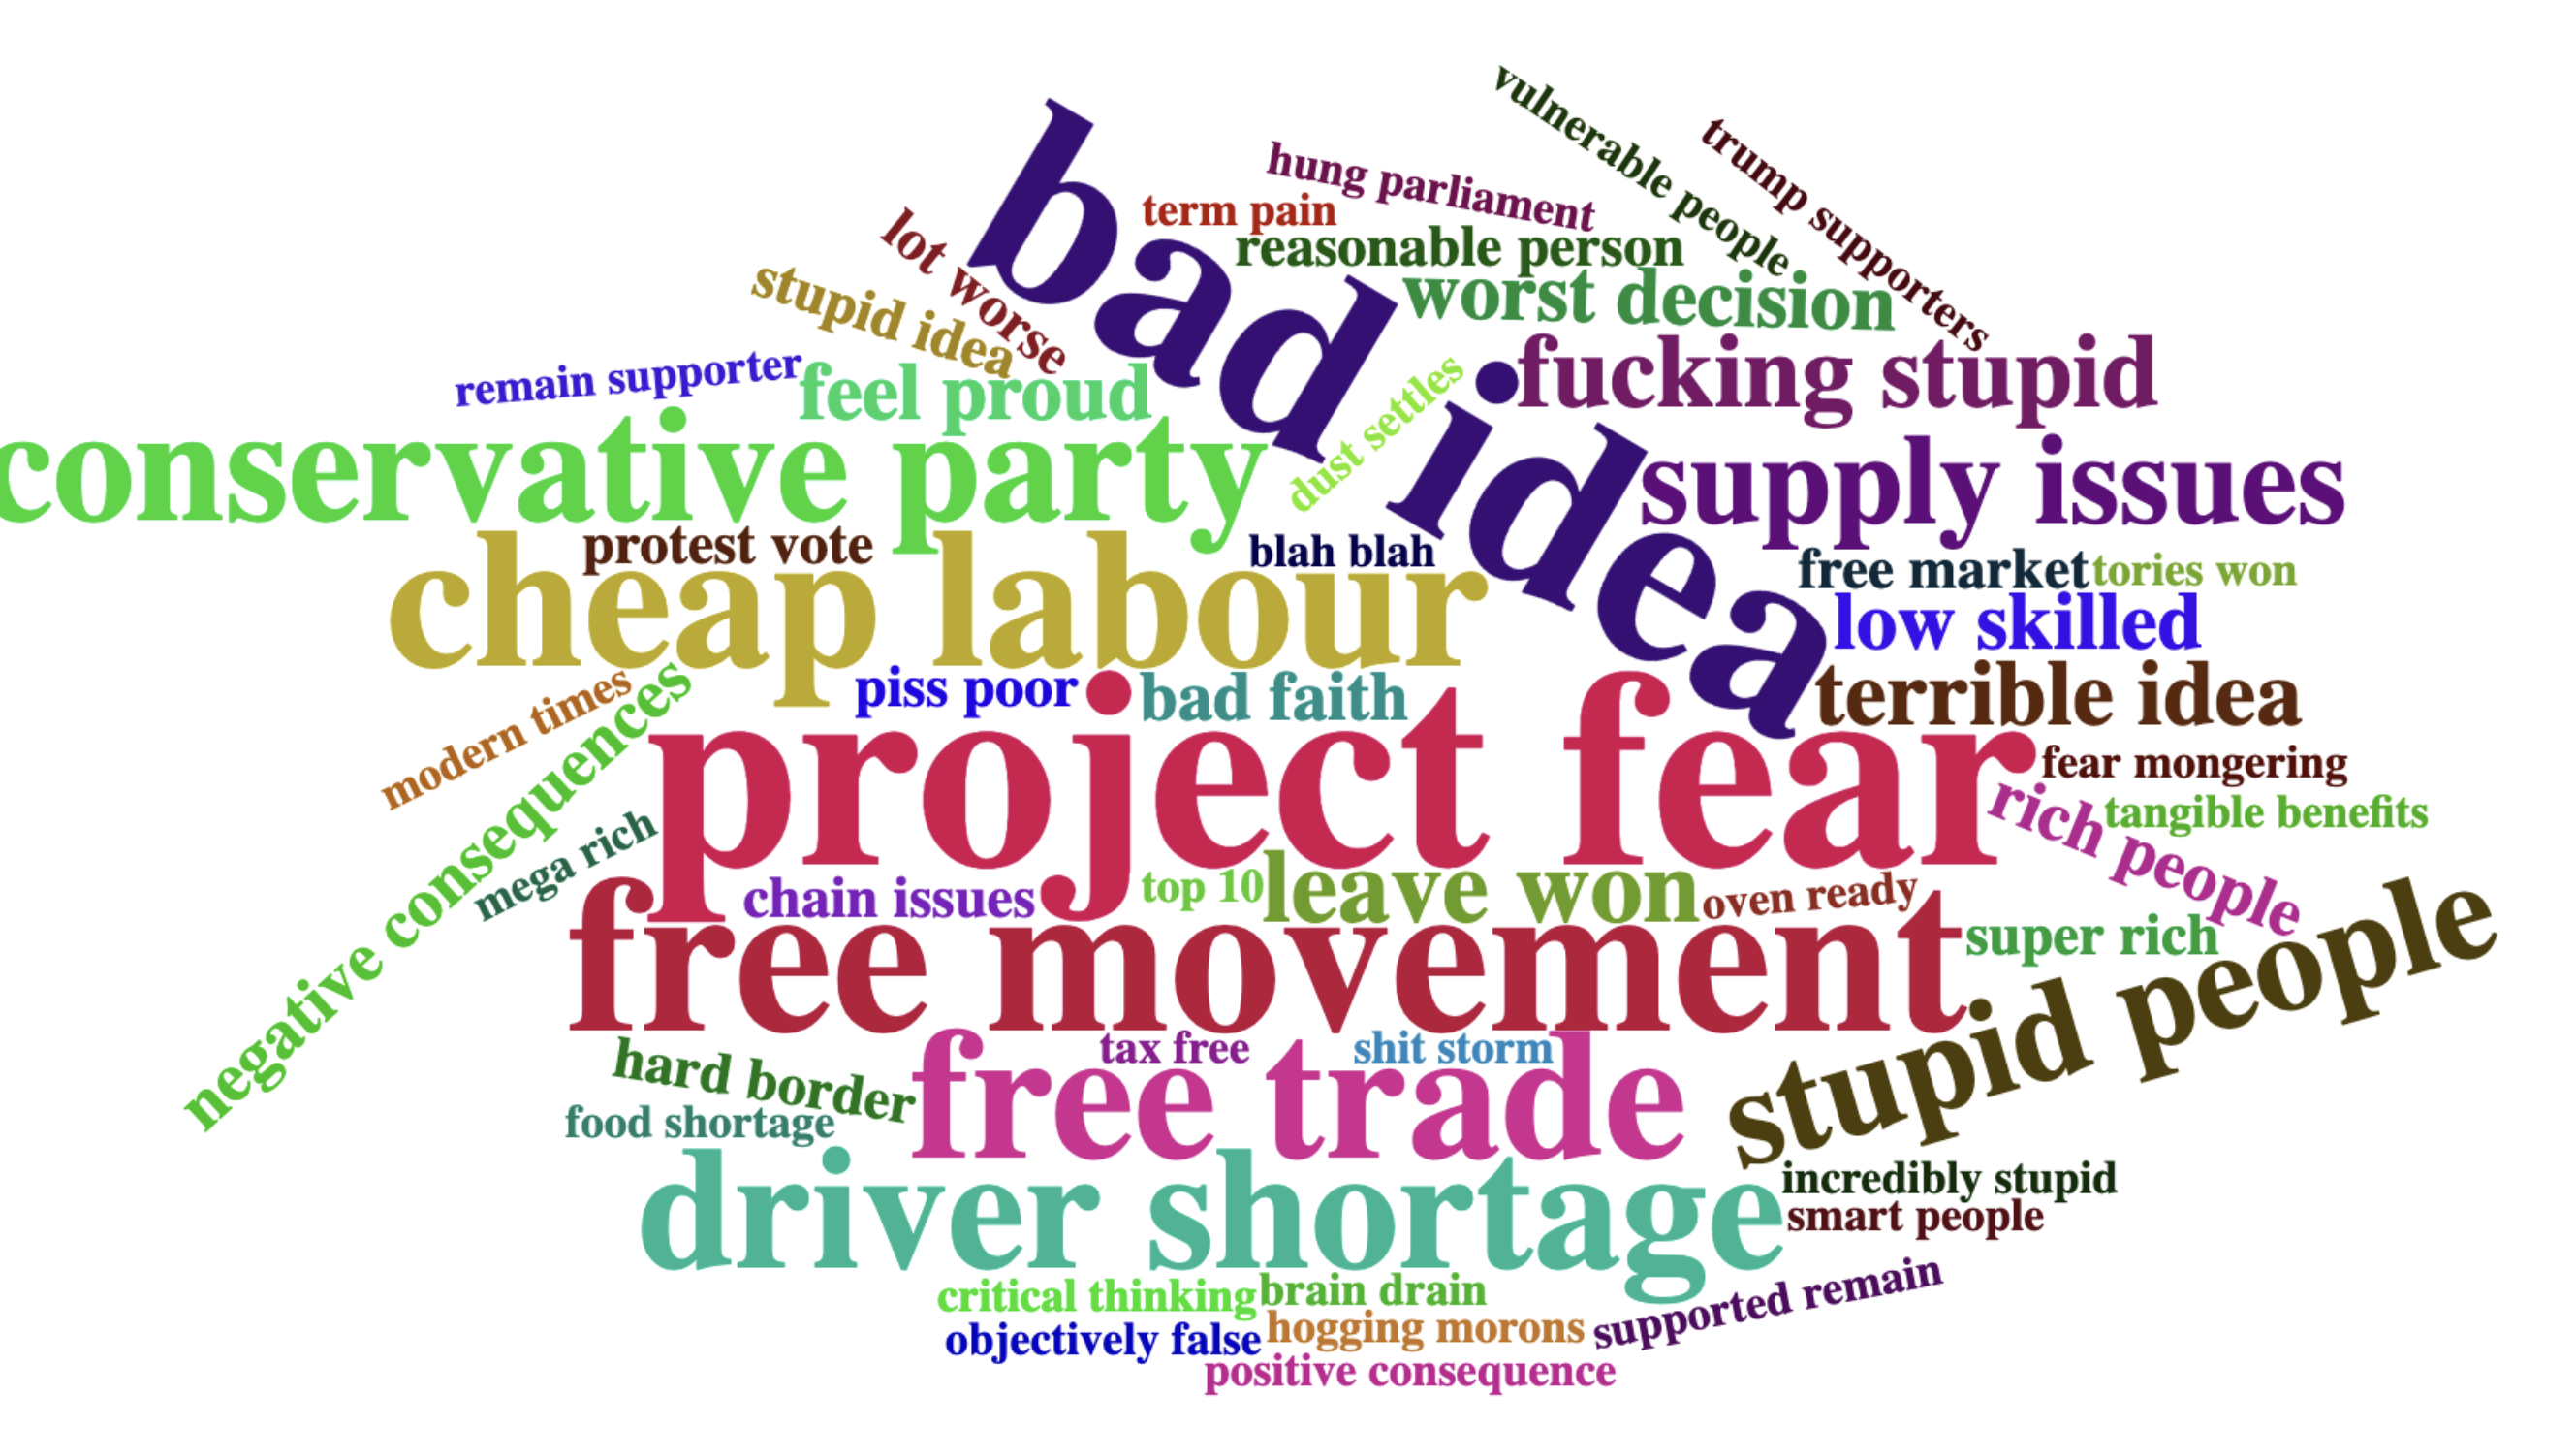 vulnerable people
trump supporters
hung parliament
term pain
reasonable person
lot worse
bad idea
worst decision
stupid idea
fucking stupid
remain supporter
feel proud
dust settles
conservative party
supply issues
protest vote
blah blah
free market
tories won
cheap labour
low skilled
modern times
piss poor
bad faith
terrible idea
negative consequences
project fear
fear mongering
rich people
tangible benefits
mega rich
chain issues
top 10
leave won
oven ready
free movement
super rich
stupid people
hard border
tax free
shit storm
free trade
food shortage
driver shortage
incredibly stupid
smart people
critical thinking
brain drain
supported remain
objectively false
hogging morons
positive consequence